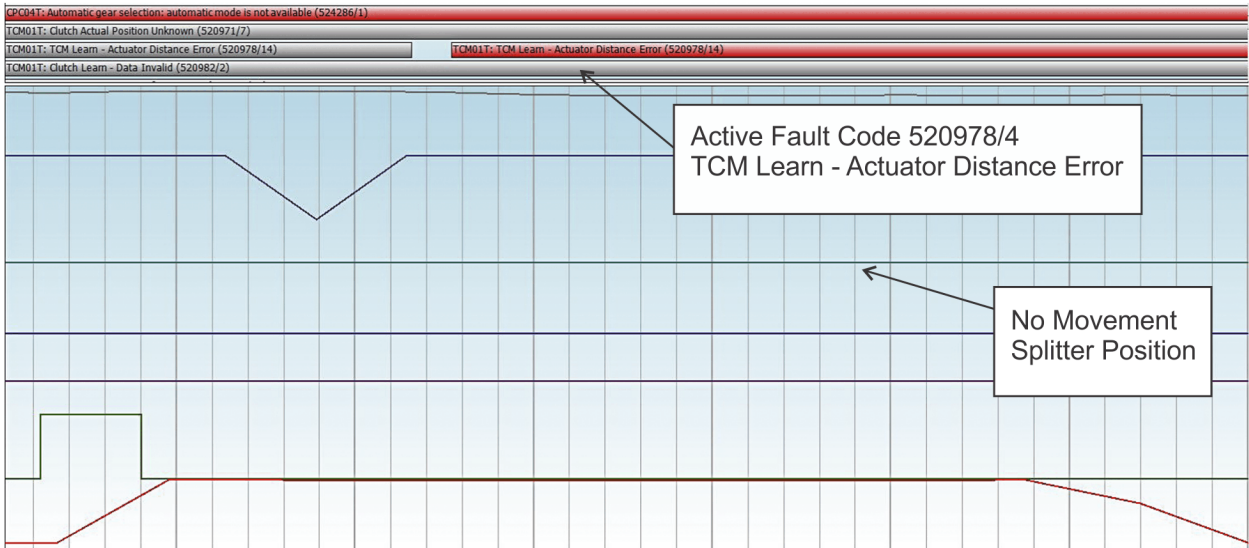 CPC04T: Automatic gear selection: automatic mode is not available (524286/1)
TCM01T: Clutch Actual Position Unknown (520971/7)
TCM01T: TCM Learn - Actuator Distance Error (520978/14)
TCM01T: TCM Learn - Actuator Distance Error (520978/14)
TCM01T: Clutch Learn - Data Invalid (520982/2)
Active Fault Code 520978/4
TCM Learn - Actuator Distance Error
No Movement
Splitter Position